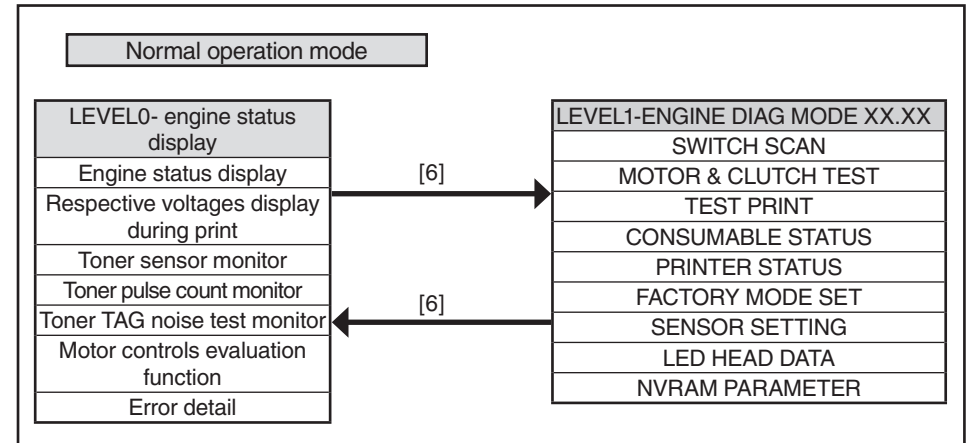 Normal operation mode
LEVEL0- engine status
display
Engine status display
Respective voltages display
during print
Toner sensor monitor
Toner pulse count monitor
Toner TAG noise test monitor
Motor controls evaluation
function
Error detail
[6]
[6]
LEVEL1-ENGINE DIAG MODE XX.XX
SWITCH SCAN
MOTOR & CLUTCH TEST
TEST PRINT
CONSUMABLE STATUS
PRINTER STATUS
FACTORY MODE SET
SENSOR SETTING
LED HEAD DATA
NVRAM PARAMETER